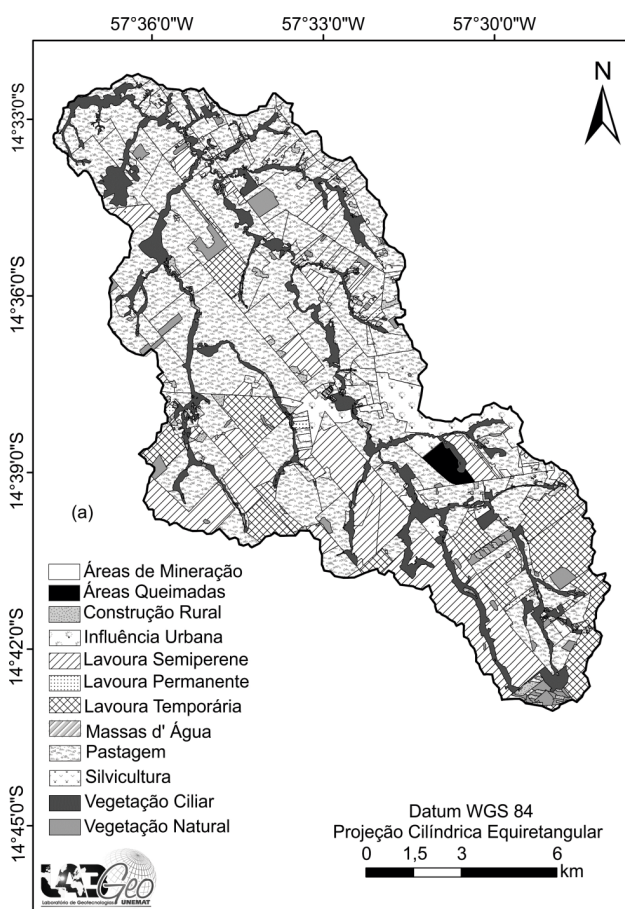 57°36'0"W
57°33'0"W
57°30'0"W
14°33'0"S
14°36'0"S
14°39'0"S
14°42'0"S
14°45'0"S
N
(a)
Áreas de Mineração
Áreas Queimadas
Construção Rural
Influência Urbana
Lavoura Semiperene
Lavoura Permanente
Lavoura Temporária
Massas d' Água
Pastagem
Silvicultura
Vegetação Ciliar
Vegetação Natural
Datum WGS 84
Projeção Cilíndrica Equiretangular
0 1,5 3 6
km
LABGeo
Laboratório de Geotecnologias UNEMAT